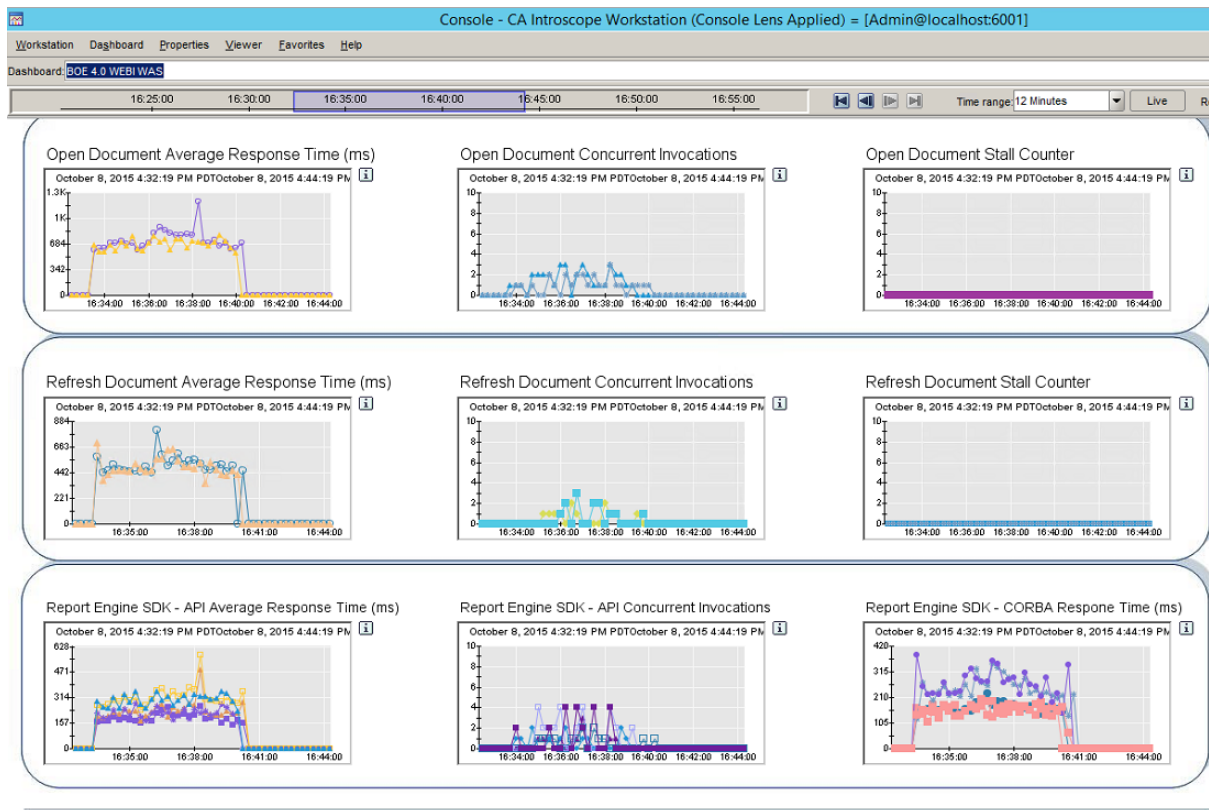 Console - CA Introscope Workstation (Console Lens Applied) = [Admin@localhost:6001]
Workstation Dashboard Properties Viewer Favorites Help
Dashboard: BOE 4.0 WEBI WAS
16:25:00 16:30:00 16:35:00 16:40:00 16:45:00 16:50:00 16:55:00 Time range: 12 Minutes Live
Open Document Average Response Time (ms)
October 8, 2015 4:32:19 PM PDTOctober 8, 2015 4:44:19 PM
1.3K
1K
684
342
0
16:34:00 16:36:00 16:38:00 16:40:00 16:42:00 16:44:00
Open Document Concurrent Invocations
October 8, 2015 4:32:19 PM PDTOctober 8, 2015 4:44:19 PM
10
8
6
4
2
0
16:34:00 16:36:00 16:38:00 16:40:00 16:42:00 16:44:00
Open Document Stall Counter
October 8, 2015 4:32:19 PM PDTOctober 8, 2015 4:44:19 PM
10
8
6
4
2
0
16:34:00 16:36:00 16:38:00 16:40:00 16:42:00 16:44:00
Refresh Document Average Response Time (ms)
October 8, 2015 4:32:19 PM PDTOctober 8, 2015 4:44:19 PM
884
663
442
221
0
16:35:00 16:38:00 16:41:00 16:44:00
Refresh Document Concurrent Invocations
October 8, 2015 4:32:19 PM PDTOctober 8, 2015 4:44:19 PM
10
8
6
4
2
0
16:34:00 16:36:00 16:38:00 16:40:00 16:42:00 16:44:00
Refresh Document Stall Counter
October 8, 2015 4:32:19 PM PDTOctober 8, 2015 4:44:19 PM
10
8
6
4
2
0
16:34:00 16:36:00 16:38:00 16:40:00 16:42:00 16:44:00
Report Engine SDK - API Average Response Time (ms)
October 8, 2015 4:32:19 PM PDTOctober 8, 2015 4:44:19 PM
628
471
314
157
0
16:35:00 16:38:00 16:41:00 16:44:00
Report Engine SDK - API Concurrent Invocations
October 8, 2015 4:32:19 PM PDTOctober 8, 2015 4:44:19 PM
10
8
6
4
2
0
16:34:00 16:36:00 16:38:00 16:40:00 16:42:00 16:44:00
Report Engine SDK - CORBA Respone Time (ms)
October 8, 2015 4:32:19 PM PDTOctober 8, 2015 4:44:19 PM
420
315
210
105
0
16:35:00 16:38:00 16:41:00 16:44:00